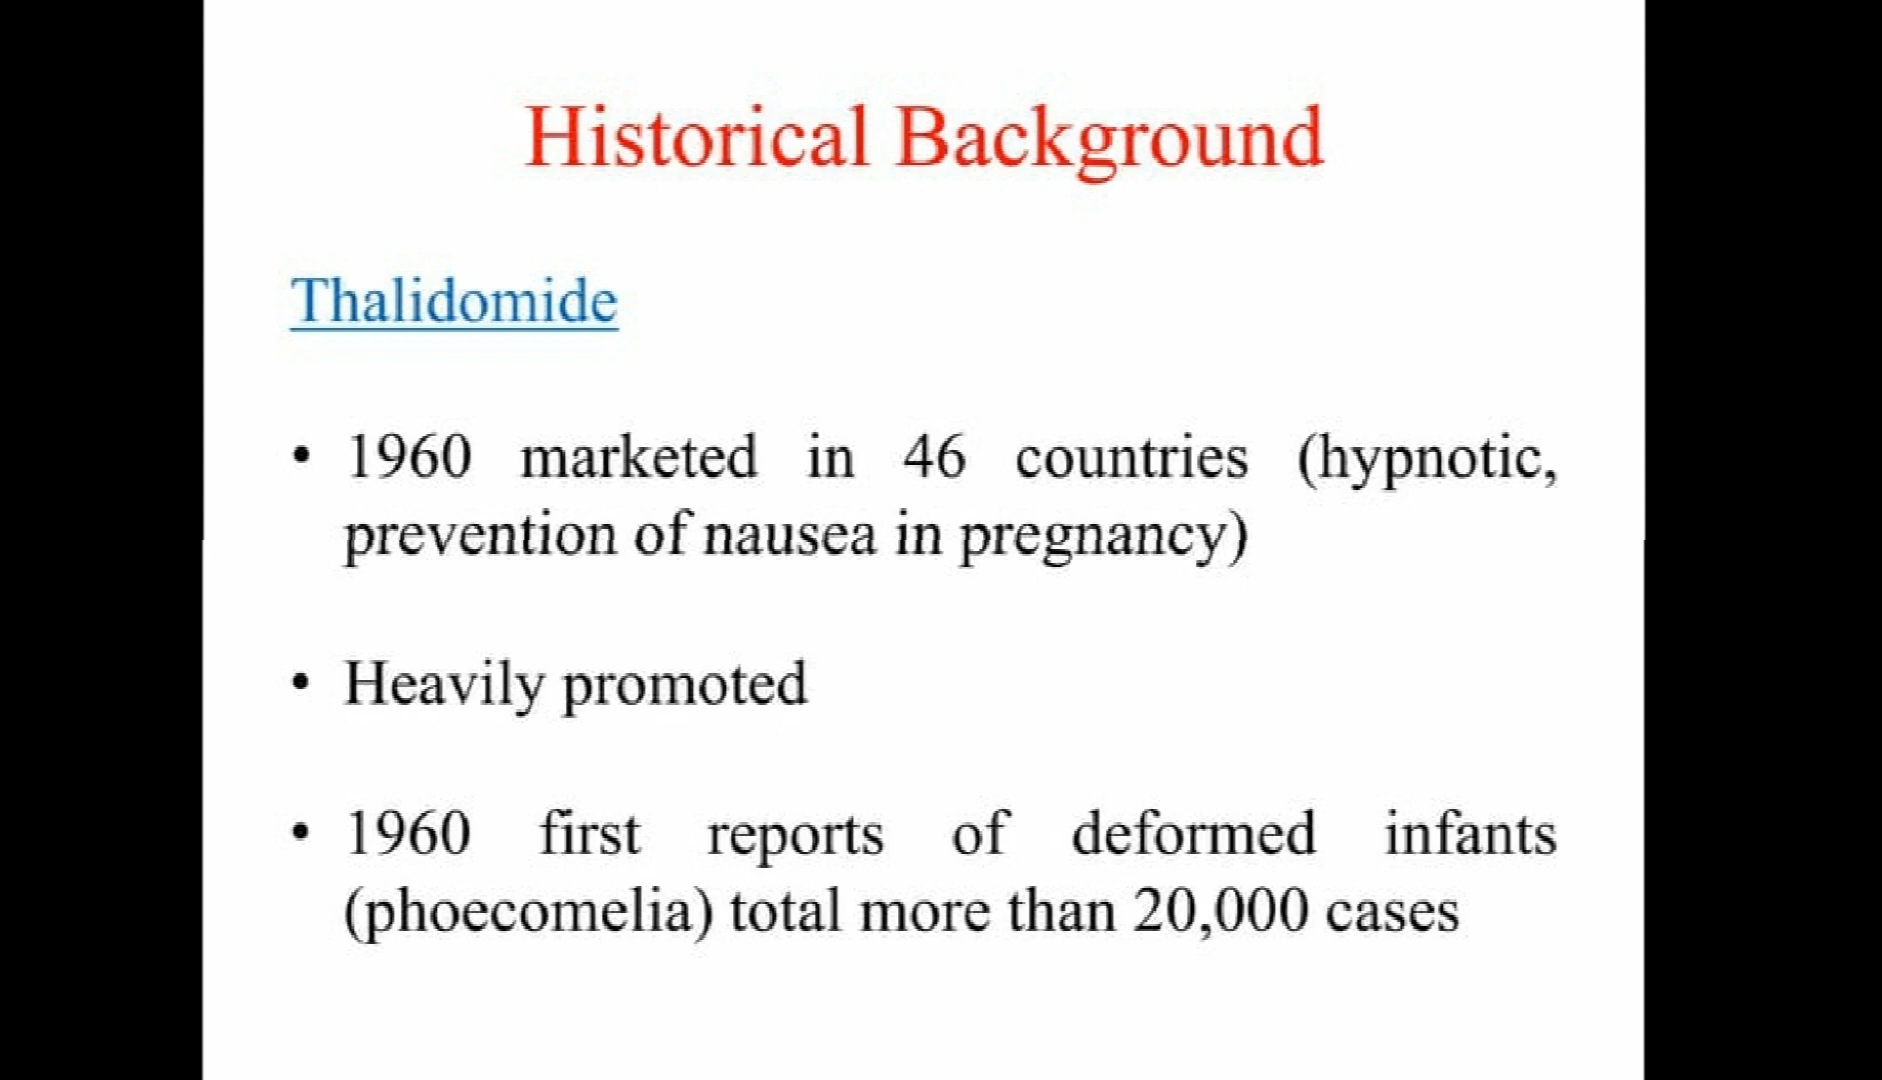 Historical Background
Thalidomide
• 1960 marketed in 46 countries (hypnotic,
prevention of nausea in pregnancy)
• Heavily promoted
• 1960 first reports of deformed infants
(phoecomelia) total more than 20,000 cases